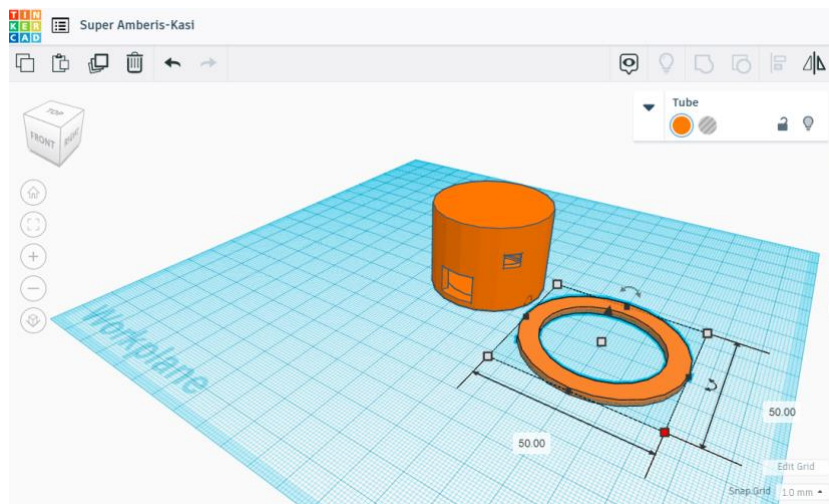 TIN
KER
CAD
Super Amberis-Kasi
Tube
TOP
FRONT
RIGHT
Workplane
50.00
50.00
Edit Grid
Snap Grid 1.0 mm